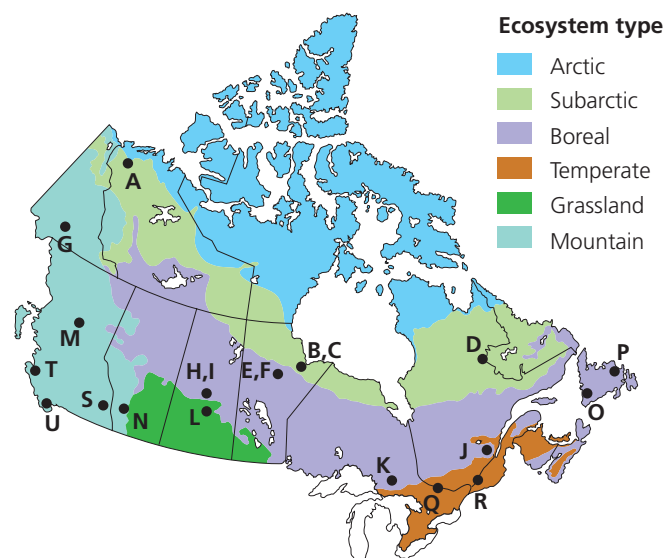 Ecosystem type
Arctic
Subarctic
Boreal
Temperate
Grassland
Mountain
A
G
M
B,C
D
P
T
H,I
E,F
O
U
S
N
L
J
K
Q
R